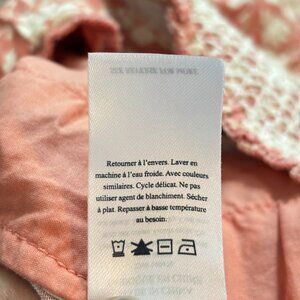 Retourner à l'envers. Laver en
machine à l'eau froide. Avec couleurs
similaires. Cycle délicat. Ne pas
utiliser agent de blanchiment. Sécher
à plat. Repasser à basse température
au besoin.